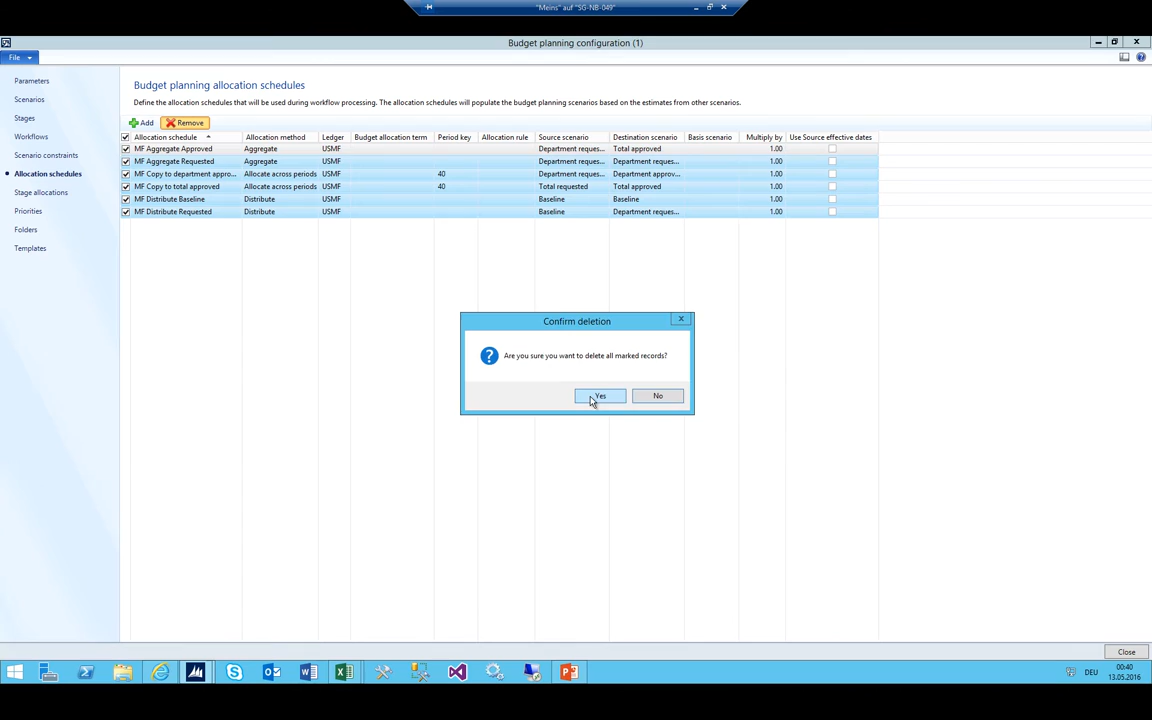 "Meins" auf "SG-NB-049"
Budget planning configuration (1)
File
Parameters
Scenarios
Stages
Workflows
Scenario constraints
Allocation schedules
Stage allocations
Priorities
Folders
Templates
Budget planning allocation schedules
Define the allocation schedules that will be used during workflow processing. The allocation schedules will populate the budget planning scenarios based on the estimates from other scenarios.
Add Remove
Allocation schedule Allocation method Ledger Budget allocation term Period key Allocation rule Source scenario Destination scenario Basis scenario Multiply by Use Source effective dates
MF Aggregate Approved Aggregate USMF Department reques... Total approved 1.00
MF Aggregate Requested Aggregate USMF Department reques... Department reques... 1.00
MF Copy to department appro... Allocate across periods USMF 40 Department reques... Department approv... 1.00
MF Copy to total approved Allocate across periods USMF 40 Total requested Total approved 1.00
MF Distribute Baseline Distribute USMF Baseline Baseline 1.00
MF Distribute Requested Distribute USMF Baseline Department reques... 1.00
Confirm deletion
Are you sure you want to delete all marked records?
Yes No
Close
DEU 00:40
13.05.2016